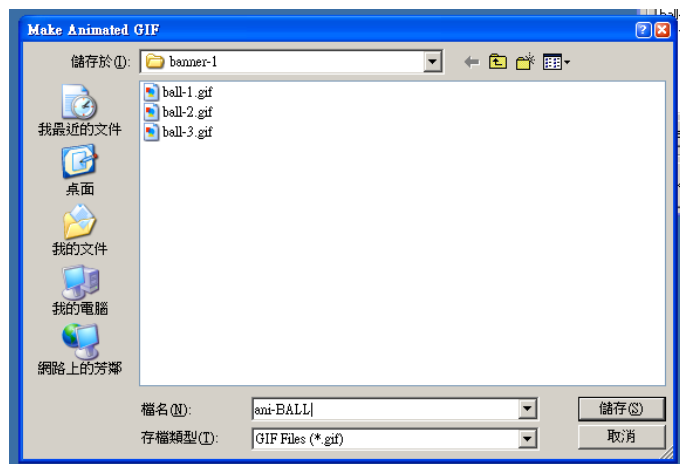 Make Animated GIF
儲存於(I):
banner-1
ball-1.gif
ball-2.gif
ball-3.gif
我最近的文件
桌面
我的文件
我的電腦
網路上的芳鄰
檔名(N):
ani-BALL
儲存(S)
存檔類型(T):
GIF Files (*.gif)
取消